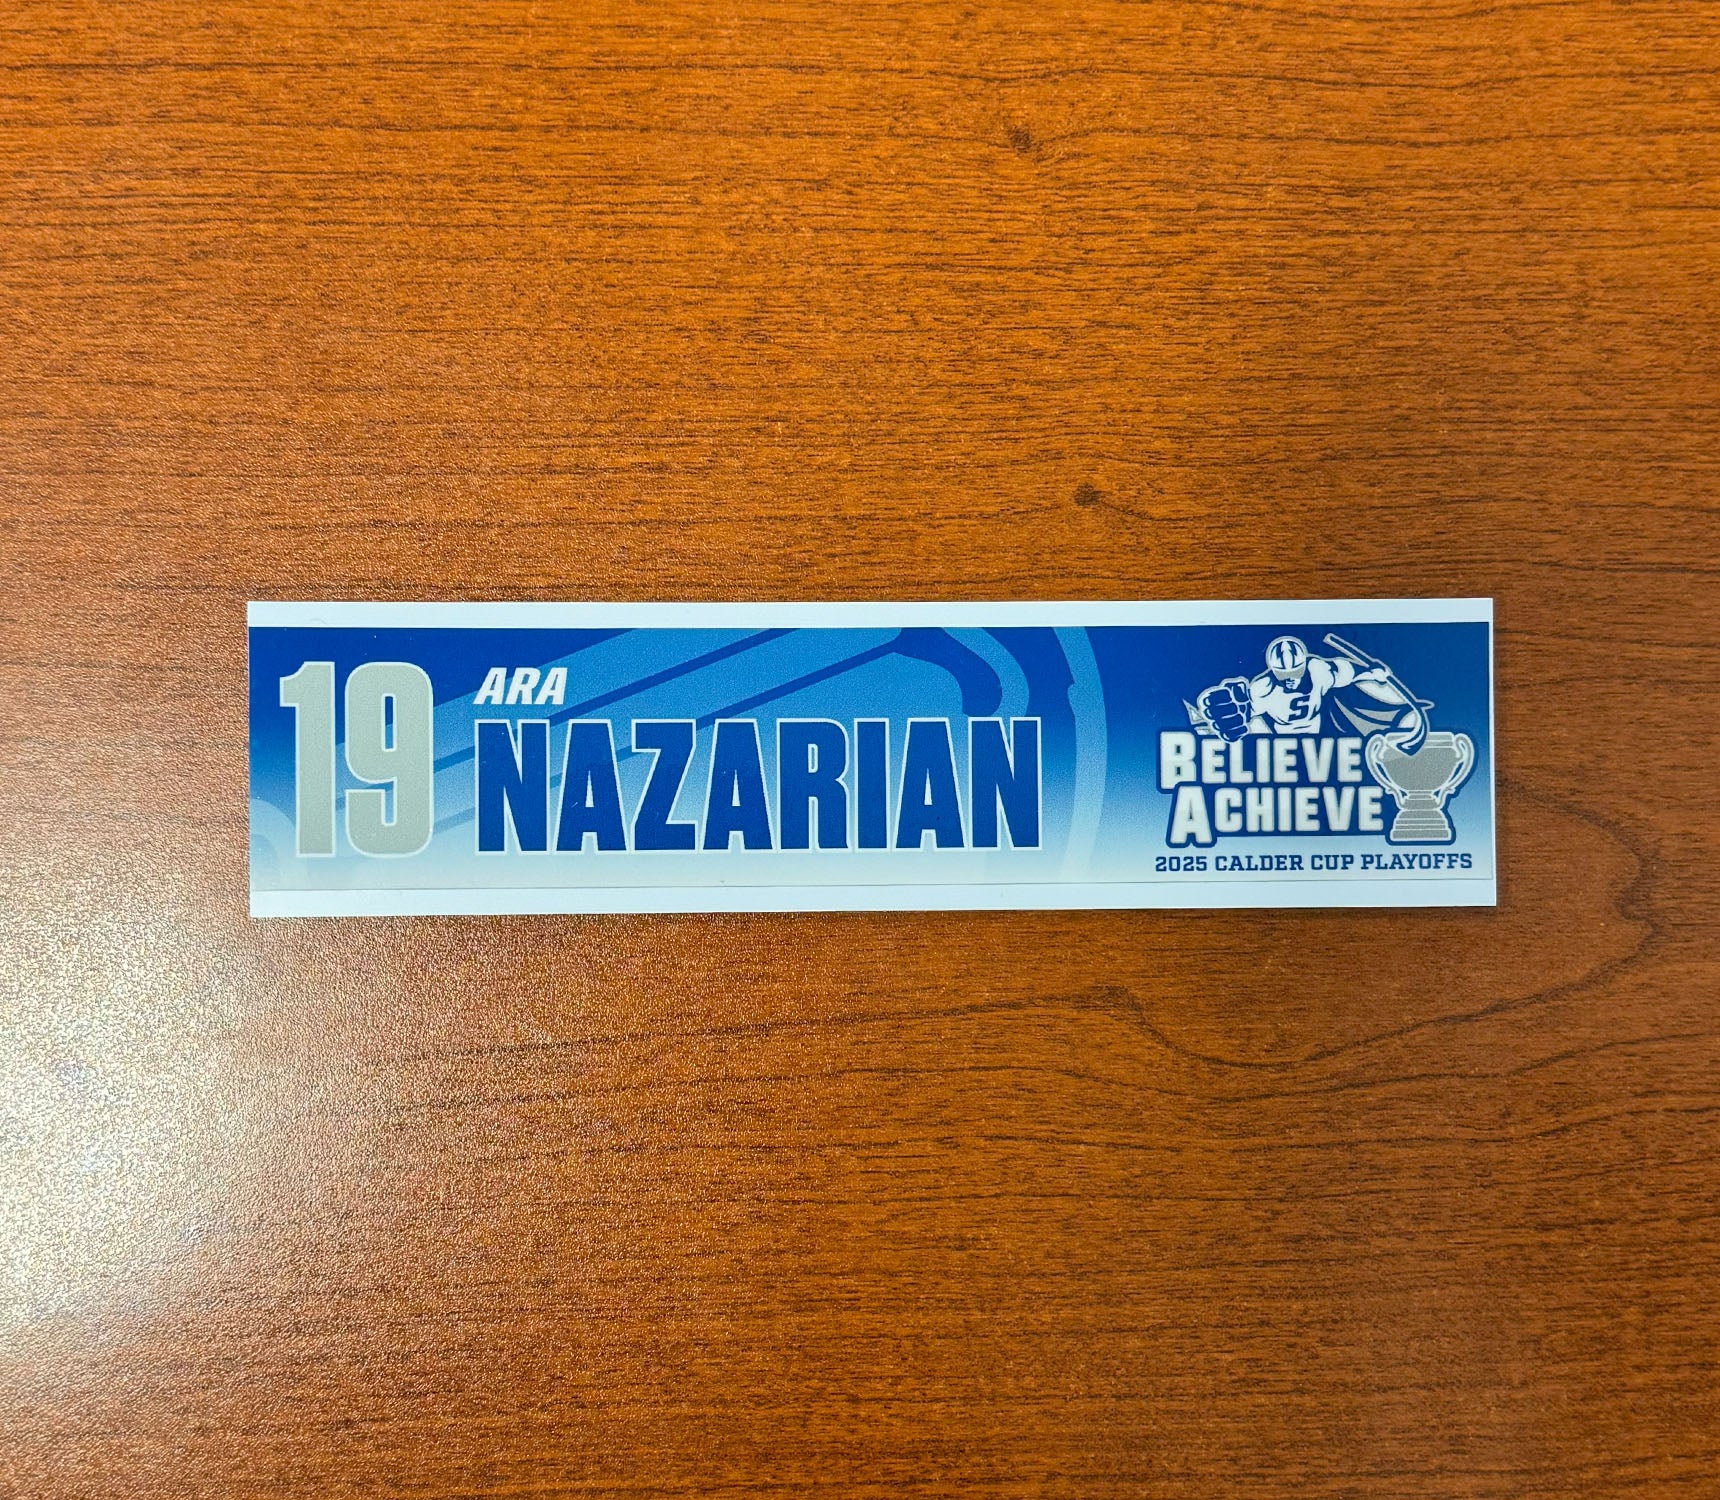 19
ARA
NAZARIAN
S
BELIEVE
ACHIEVE
2025 CALDER CUP PLAYOFFS